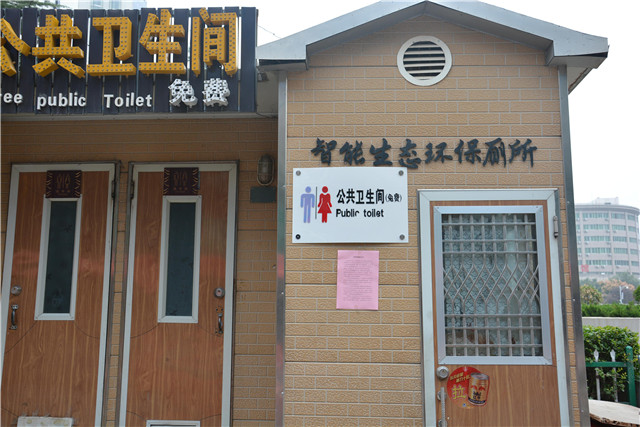 公共卫生间
ree public Toilet 免费
智能生态环保厕所
公共卫生间(免费)
Public toilet